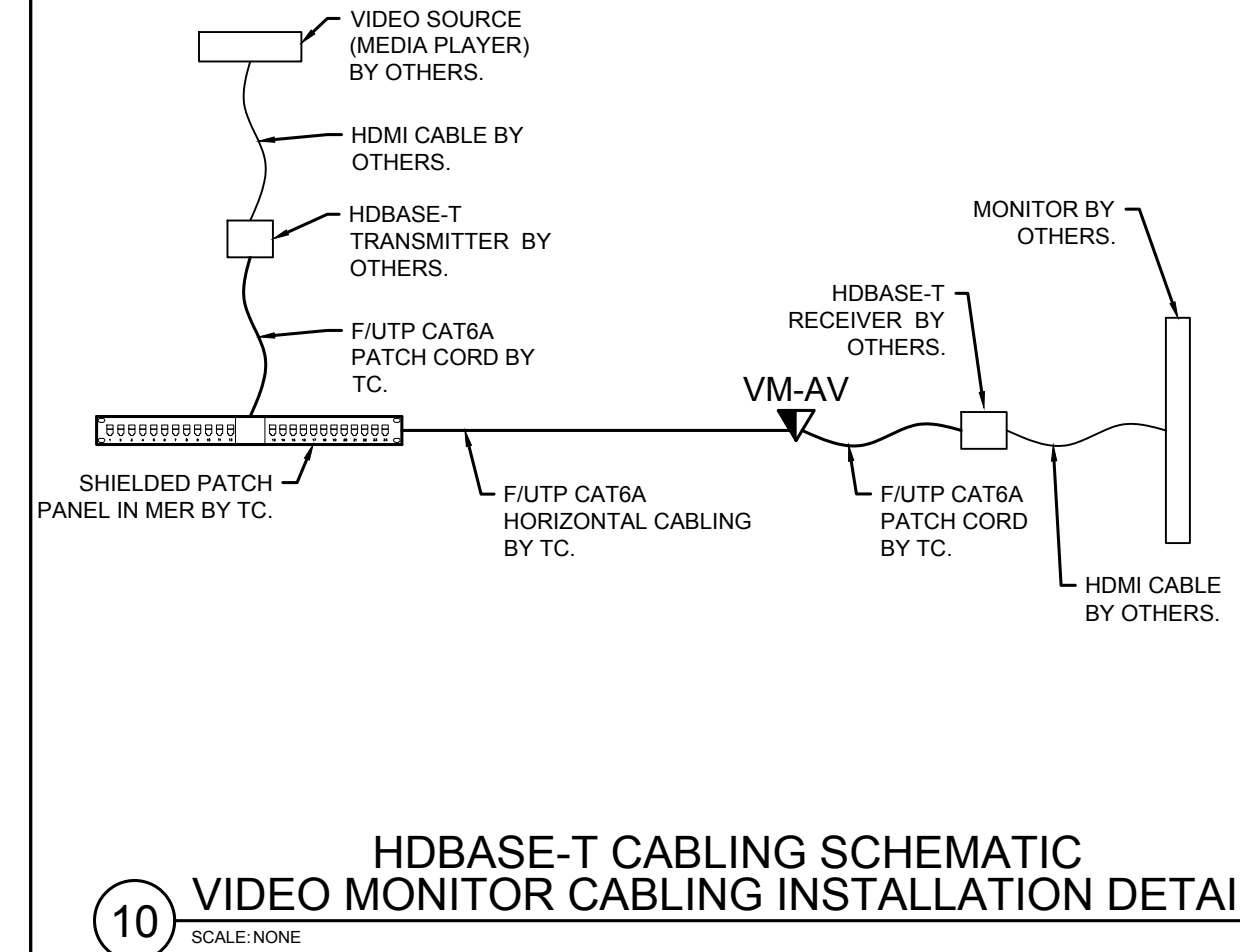 VIDEO SOURCE
(MEDIA PLAYER)
BY OTHERS.
HDMI CABLE BY
OTHERS.
HDBASE-T
TRANSMITTER BY
OTHERS.
F/UTP CAT6A
PATCH CORD BY
TC.
SHIELDED PATCH
PANEL IN MER BY TC.
F/UTP CAT6A
HORIZONTAL CABLING
BY TC.
VM-AV
F/UTP CAT6A
PATCH CORD
BY TC.
HDBASE-T
RECEIVER BY
OTHERS.
MONITOR BY
OTHERS.
HDMI CABLE
BY OTHERS.
HDBASE-T CABLING SCHEMATIC
10 VIDEO MONITOR CABLING INSTALLATION DETAI
SCALE:NONE